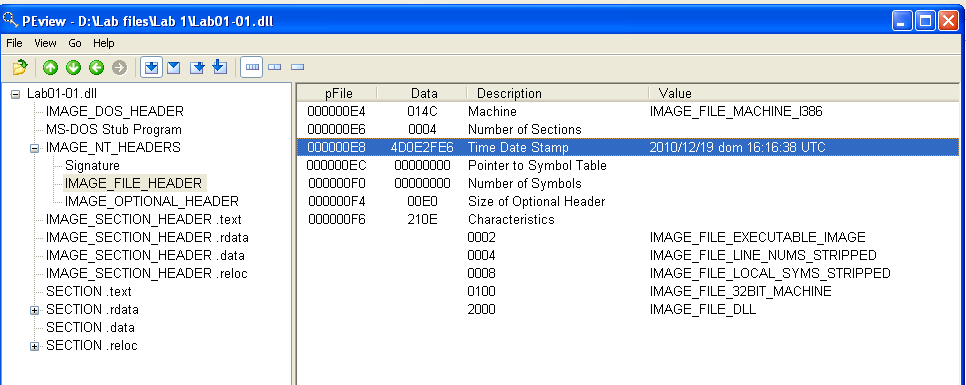 PEview - D:\Lab files\Lab 1\Lab01-01.dll
File View Go Help
Lab01-01.dll
IMAGE_DOS_HEADER
MS-DOS Stub Program
IMAGE_NT_HEADERS
Signature
IMAGE_FILE_HEADER
IMAGE_OPTIONAL_HEADER
IMAGE_SECTION_HEADER .text
IMAGE_SECTION_HEADER .rdata
IMAGE_SECTION_HEADER .data
IMAGE_SECTION_HEADER .reloc
SECTION .text
SECTION .rdata
SECTION .data
SECTION .reloc
pFile Data Description Value
000000E4 014C Machine IMAGE_FILE_MACHINE_I386
000000E6 0004 Number of Sections
000000E8 4D0E2FE6 Time Date Stamp 2010/12/19 dom 16:16:38 UTC
000000EC 00000000 Pointer to Symbol Table
000000F0 00000000 Number of Symbols
000000F4 00E0 Size of Optional Header
000000F6 210E Characteristics
0002 IMAGE_FILE_EXECUTABLE_IMAGE
0004 IMAGE_FILE_LINE_NUMS_STRIPPED
0008 IMAGE_FILE_LOCAL_SYMS_STRIPPED
0100 IMAGE_FILE_32BIT_MACHINE
2000 IMAGE_FILE_DLL